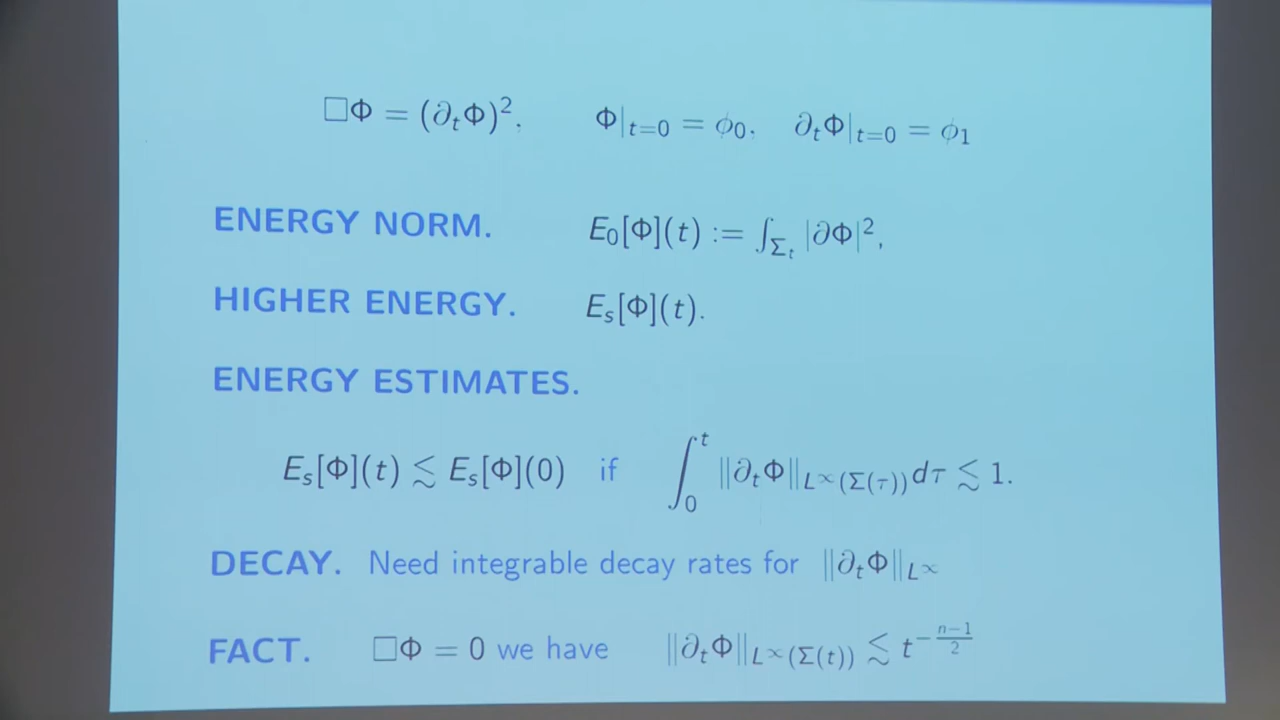 □Φ = (∂ₜΦ)², Φ|ₜ₌₀ = ϕ₀, ∂ₜΦ|ₜ₌₀ = ϕ₁
ENERGY NORM. E₀[Φ](t) := ∫_{Σₜ} |∂Φ|²,
HIGHER ENERGY. Eₛ[Φ](t).
ENERGY ESTIMATES.
Eₛ[Φ](t) ≲ Eₛ[Φ](0) if ∫₀ᵗ ‖∂ₜΦ‖_{L^∞(Σ(τ))} dτ ≲ 1.
DECAY. Need integrable decay rates for ‖∂ₜΦ‖_{L^∞}
FACT. □Φ = 0 we have ‖∂ₜΦ‖_{L^∞(Σ(t))} ≲ t^{-\frac{n-1}{2}}